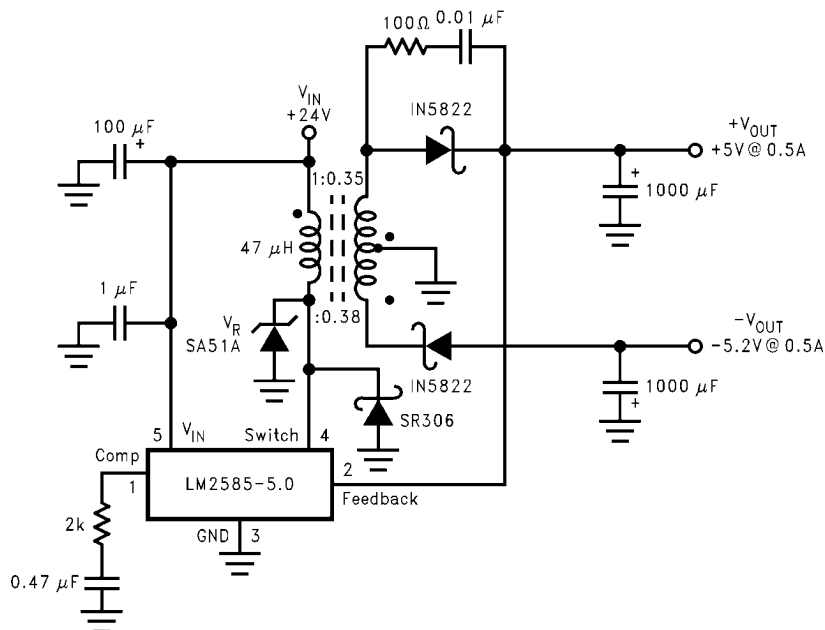 100Ω
0.01 μF
V_IN
+24V
IN5822
100 μF
+
+V_OUT
+5V@0.5A
1:0.35
+
1000 μF
47 μH
1 μF
V_R
SA51A
:0.38
−V_OUT
−5.2V@0.5A
IN5822
1000 μF
+
SR306
5
V_IN
Switch
4
Comp
1
LM2585-5.0
2
Feedback
2k
GND
3
0.47 μF